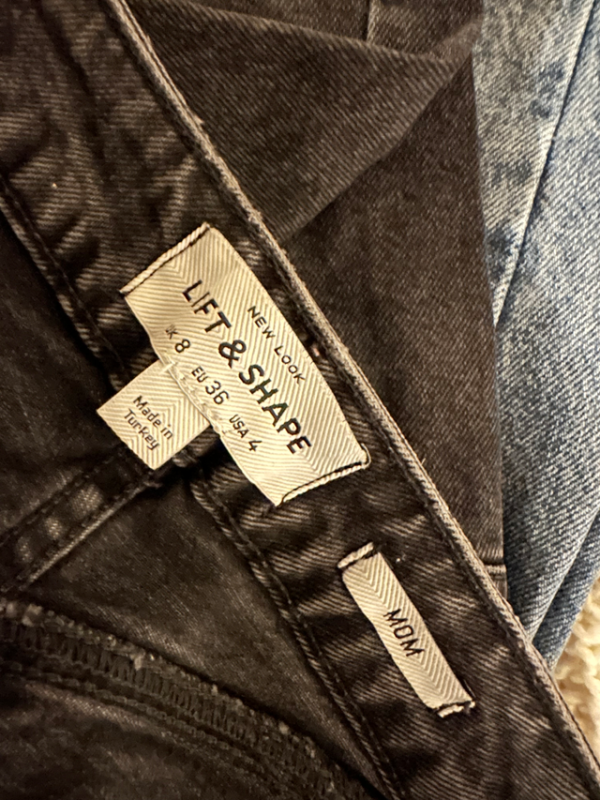 NEW LOOK
LIFT & SHAPE
UK 8 EU 36 USA 4
Made in
Turkey
MOM